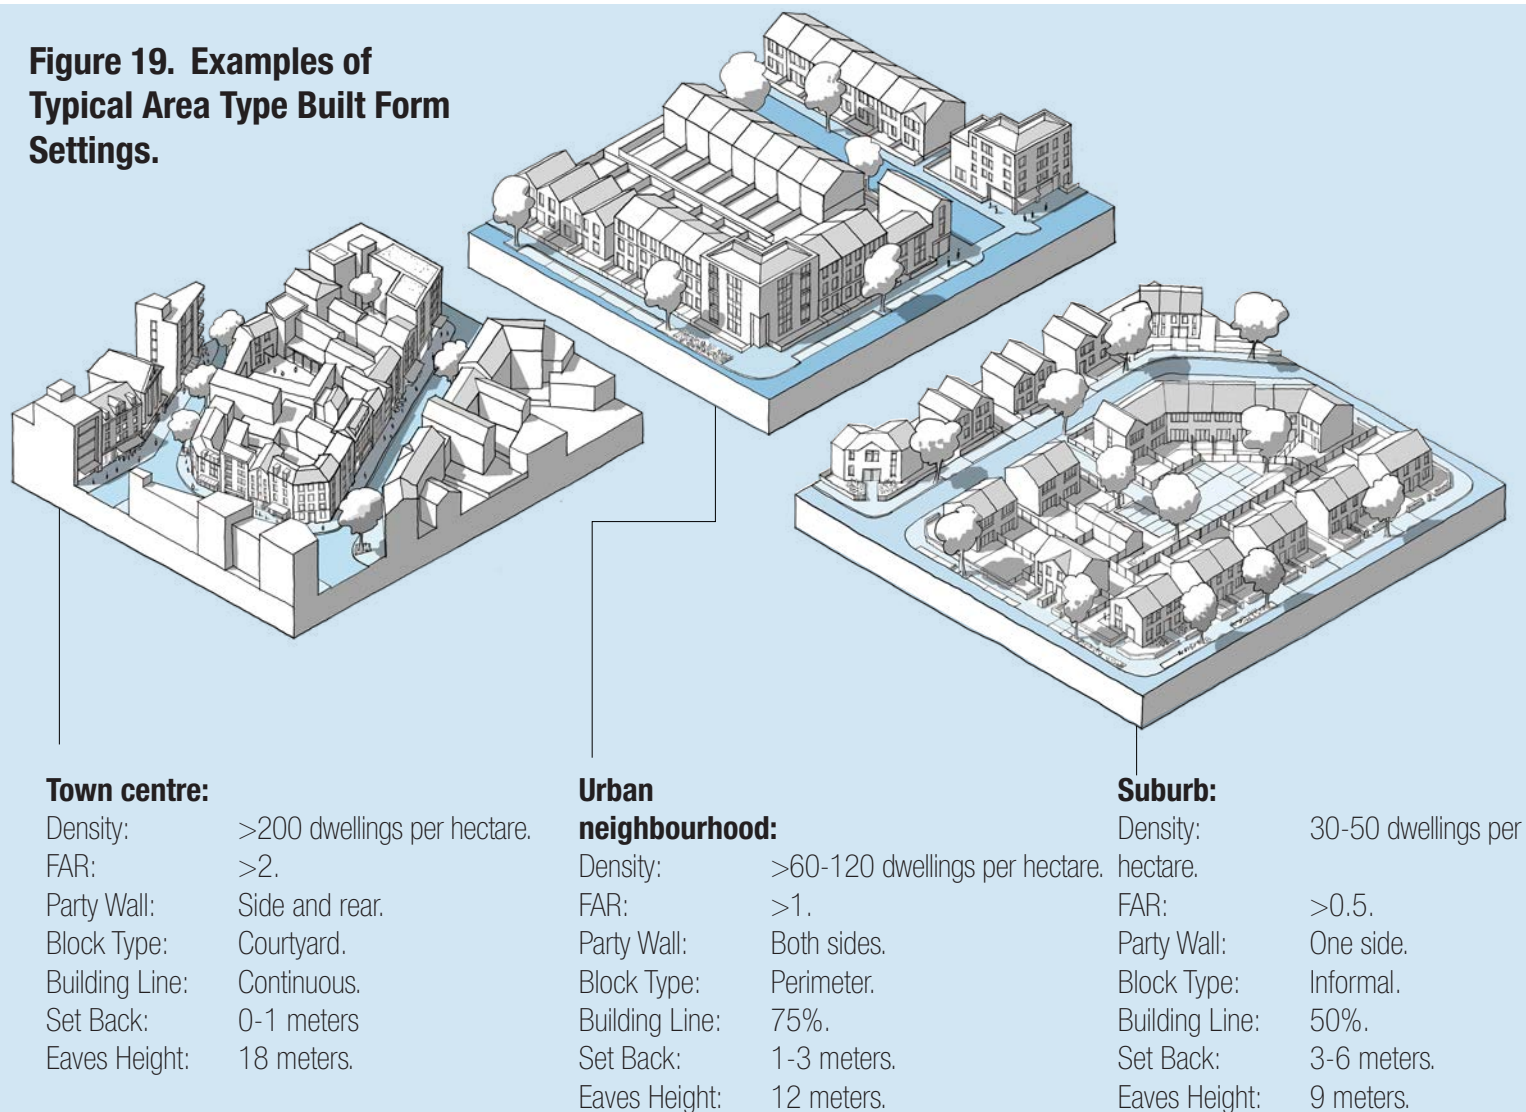 Figure 19. Examples of
Typical Area Type Built Form
Settings.
Town centre:
Density: >200 dwellings per hectare.
FAR: >2.
Party Wall: Side and rear.
Block Type: Courtyard.
Building Line: Continuous.
Set Back: 0-1 meters
Eaves Height: 18 meters.
Urban
neighbourhood:
Density: >60-120 dwellings per hectare.
FAR: >1.
Party Wall: Both sides.
Block Type: Perimeter.
Building Line: 75%.
Set Back: 1-3 meters.
Eaves Height: 12 meters.
Suburb:
Density: 30-50 dwellings per
hectare.
FAR: >0.5.
Party Wall: One side.
Block Type: Informal.
Building Line: 50%.
Set Back: 3-6 meters.
Eaves Height: 9 meters.